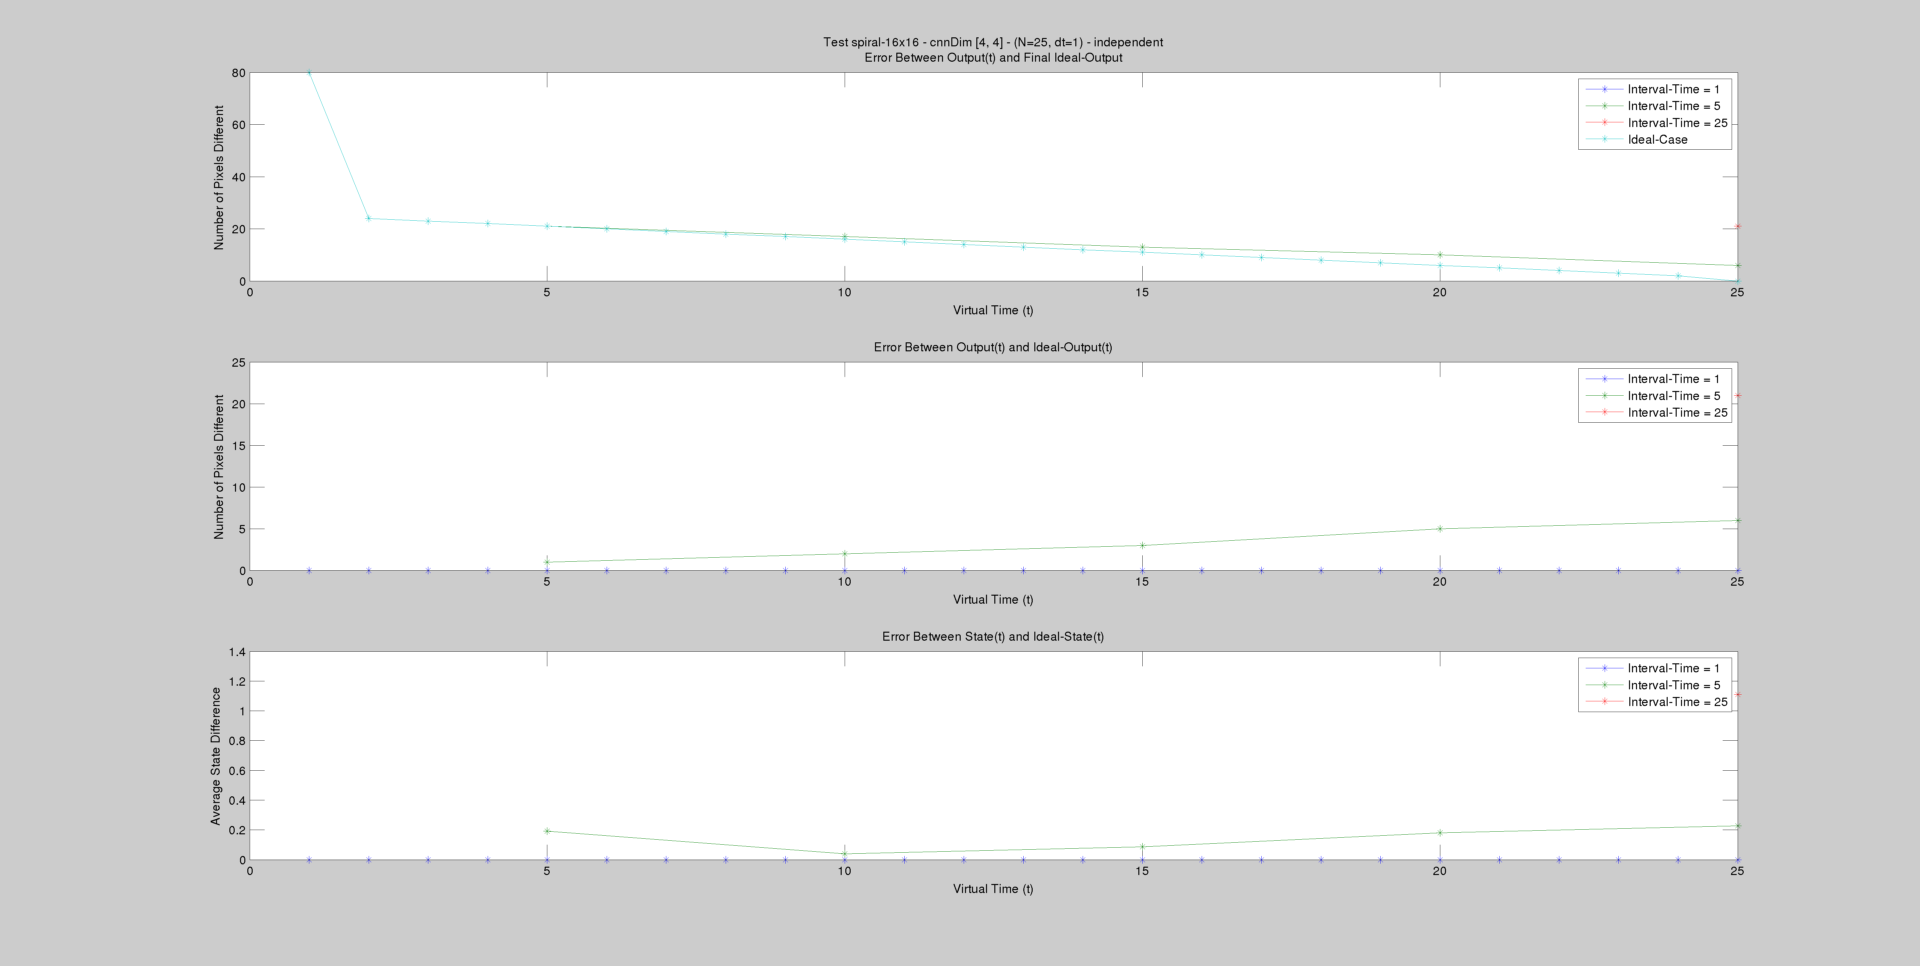 Test spiral-16x16 - cnnDim [4, 4] - (N=25, dt=1) - independent
Error Between Output(t) and Final Ideal-Output
Number of Pixels Different
80
60
40
20
0
0 5 10 15 20 25
Virtual Time (t)
Interval-Time = 1
Interval-Time = 5
Interval-Time = 25
Ideal-Case
Error Between Output(t) and Ideal-Output(t)
Number of Pixels Different
25
20
15
10
5
0
0 5 10 15 20 25
Virtual Time (t)
Interval-Time = 1
Interval-Time = 5
Interval-Time = 25
Error Between State(t) and Ideal-State(t)
Average State Difference
1.4
1.2
1
0.8
0.6
0.4
0.2
0
0 5 10 15 20 25
Virtual Time (t)
Interval-Time = 1
Interval-Time = 5
Interval-Time = 25